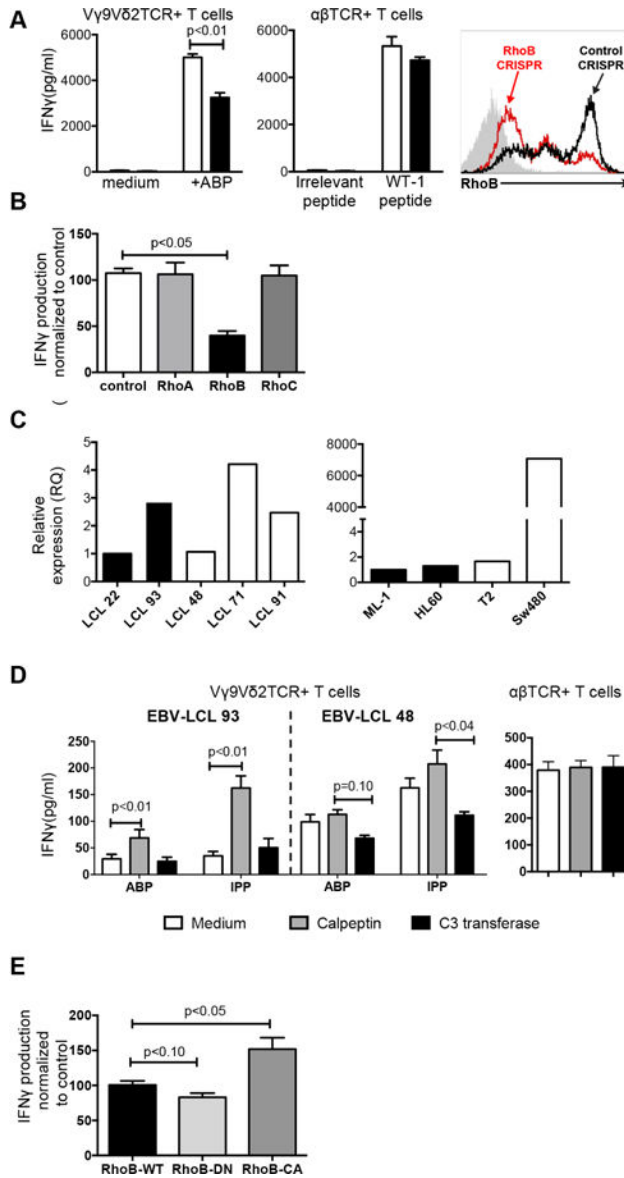 A
Vγ9Vδ2TCR+ T cells
αβTCR+ T cells
IFNγ(pg/ml)
6000
4000
2000
0
p<0.01
medium
+ABP
6000
4000
2000
0
Irrelevant peptide
WT-1 peptide
RhoB CRISPR
Control CRISPR
RhoB
B
IFNγ production
normalized to control
(
150
100
50
0
p<0.05
control RhoA RhoB RhoC
C
Relative
expression (RQ)
5
4
3
2
1
0
LCL 22
LCL 93
LCL 48
LCL 71
LCL 91
8000
6000
4000
4
2
0
ML-1
HL60
T2
Sw480
D
Vγ9Vδ2TCR+ T cells
αβTCR+ T cells
EBV-LCL 93
EBV-LCL 48
IFNγ(pg/ml)
250
200
150
100
50
0
p<0.01
p<0.01
p=0.10
p<0.04
ABP IPP ABP IPP
500
400
300
200
100
0
Medium Calpeptin C3 transferase
E
IFNγ production
normalized
to control
200
150
100
50
0
p<0.05
p<0.10
RhoB-WT RhoB-DN RhoB-CA